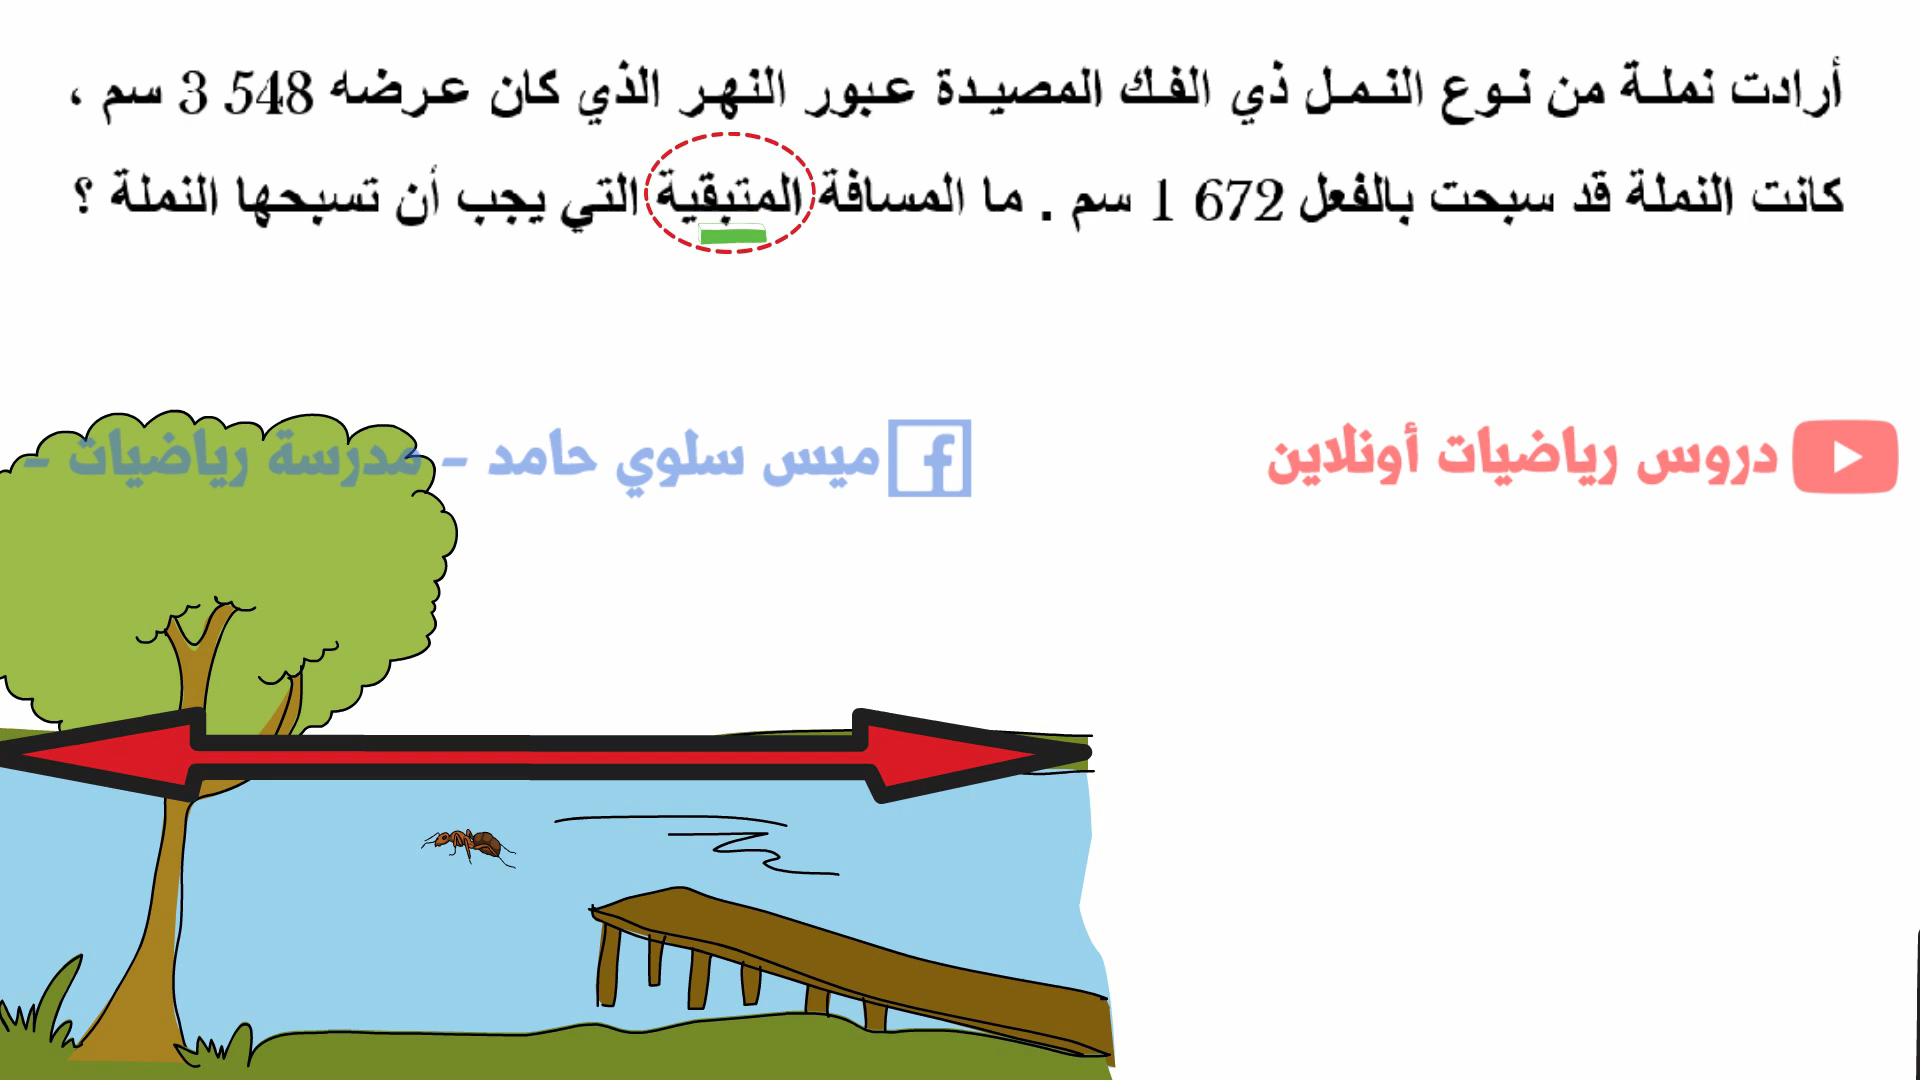 أرادت نملة من نوع النمل ذي الفك المصيدة عبور النهر الذي كان عرضه 548 3 سم ،
كانت النملة قد سبحت بالفعل 672 1 سم . ما المسافة المتبقية التي يجب أن تسبحها النملة ؟
دروس رياضيات أونلاين
ميس سلوي حامد - مدرسة رياضيات -